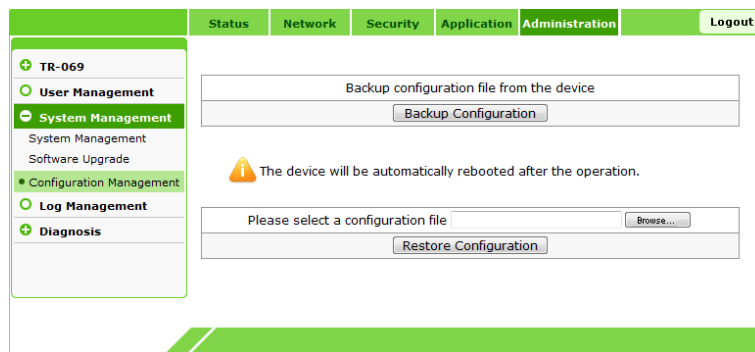 Status Network Security Application Administration Logout
TR-069
User Management
System Management
System Management
Software Upgrade
Configuration Management
Log Management
Diagnosis
Backup configuration file from the device
Backup Configuration
The device will be automatically rebooted after the operation.
Please select a configuration file Browse...
Restore Configuration